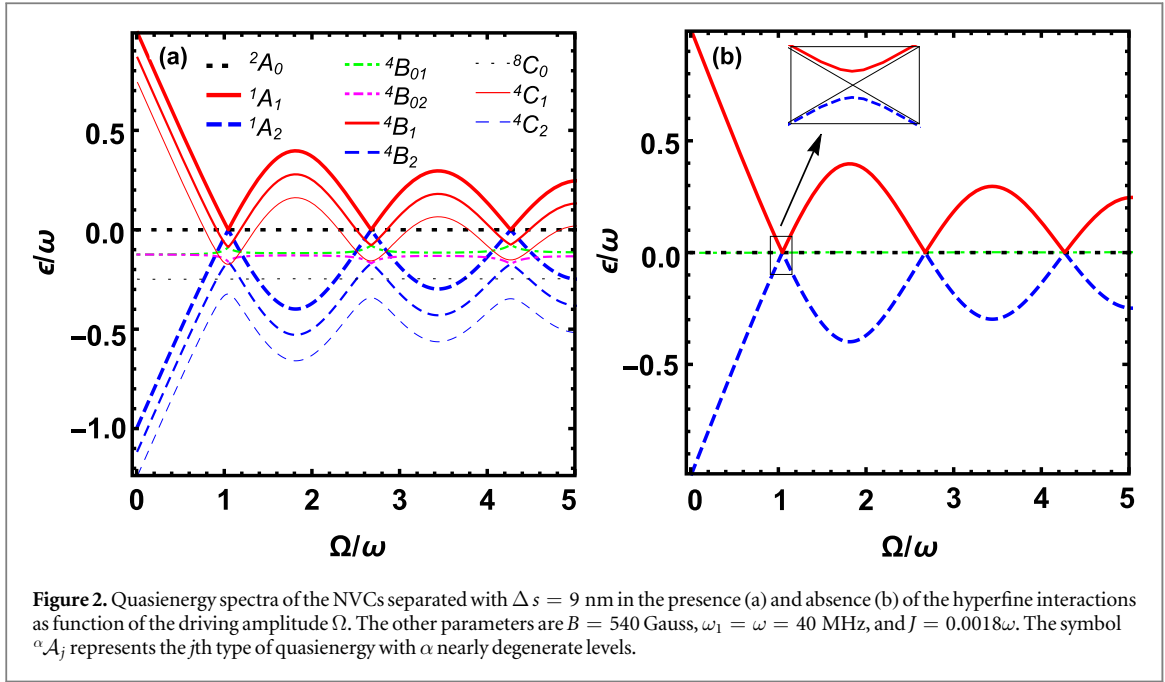 (a)
²A₀
¹A₁
¹A₂
⁴B₀₁
⁴B₀₂
⁴B₁
⁴B₂
⁸C₀
⁴C₁
⁴C₂
ϵ/ω
0.5
0.0
−0.5
−1.0
0 1 2 3 4 5
Ω/ω
(b)
ϵ/ω
0.5
0.0
−0.5
0 1 2 3 4 5
Ω/ω
Figure 2. Quasienergy spectra of the NVCs separated with Δ s = 9 nm in the presence (a) and absence (b) of the hyperfine interactions
as function of the driving amplitude Ω. The other parameters are B = 540 Gauss, ω₁ = ω = 40 MHz, and J = 0.0018ω. The symbol
ᵅ𝒜ⱼ represents the jth type of quasienergy with α nearly degenerate levels.